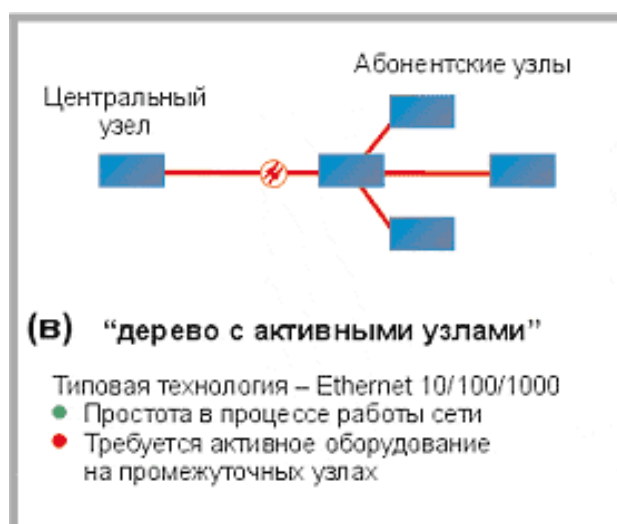 Абонентские узлы
Центральный
узел
(в) “дерево с активными узлами”
Типовая технология – Ethernet 10/100/1000
Простота в процессе работы сети
Требуется активное оборудование
на промежуточных узлах